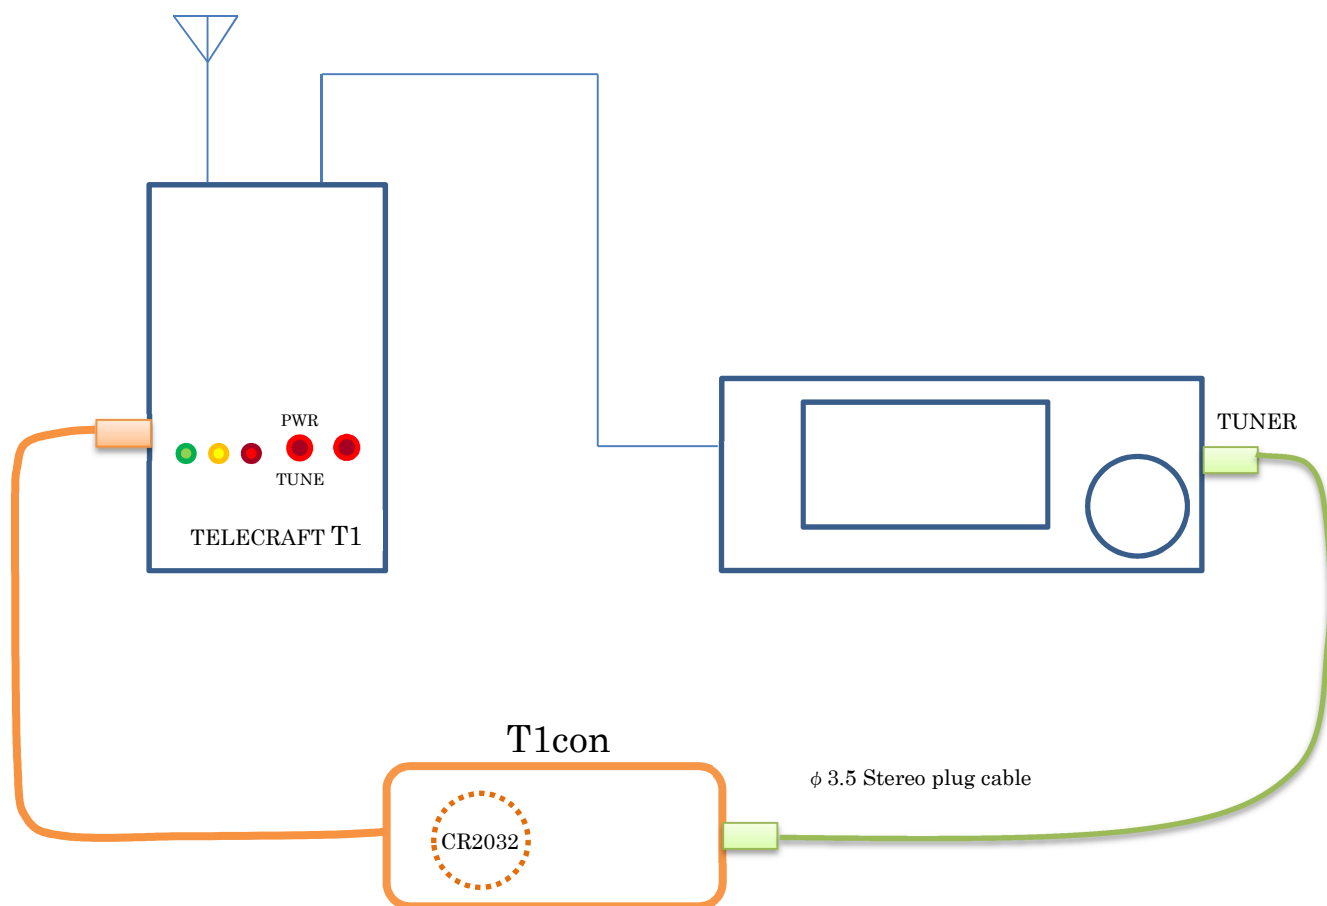 PWR
TUNE
TELECRAFT T1
TUNER
T1con
φ 3.5 Stereo plug cable
CR2032